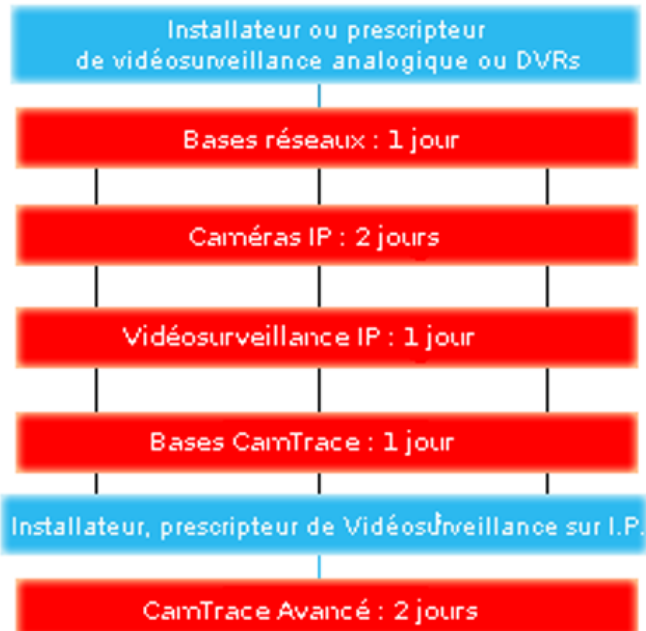 Installateur ou prescripteur
de vidéosurveillance analogique ou DVRs
Bases réseaux : 1 jour
Caméras IP : 2 jours
Vidéosurveillance IP : 1 jour
Bases CamTrace : 1 jour
Installateur, prescripteur de Vidéosurveillance sur I.P.
CamTrace Avancé : 2 jours